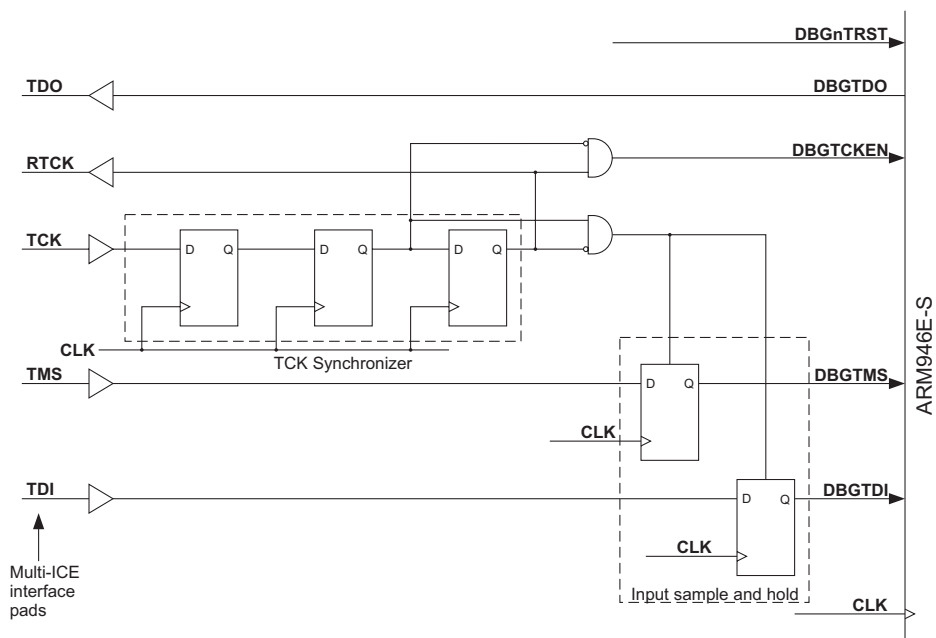 DBGnTRST
TDO
DBGTDO
RTCK
DBGTCKEN
TCK
D Q
D Q
D Q
CLK
TCK Synchronizer
TMS
D Q
DBGTMS
CLK
TDI
D Q
DBGTDI
CLK
Multi-ICE
interface
pads
Input sample and hold
CLK
ARM946E-S